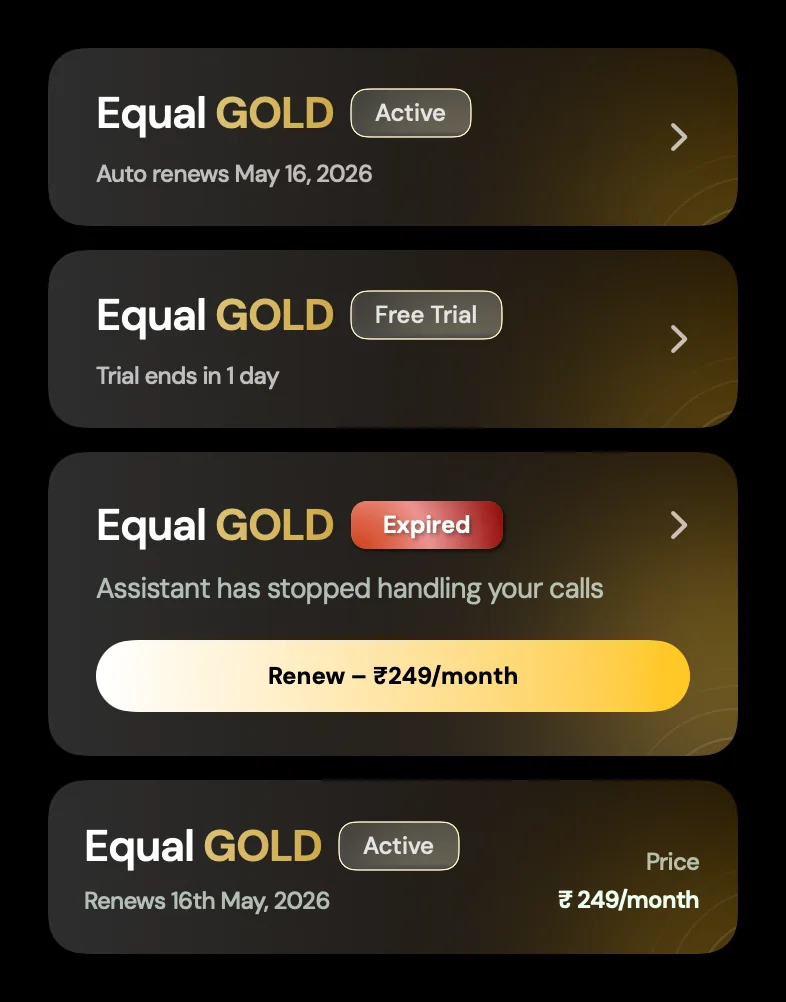 Equal GOLD Active
Auto renews May 16, 2026
Equal GOLD Free Trial
Trial ends in 1 day
Equal GOLD Expired
Assistant has stopped handling your calls
Renew – ₹249/month
Equal GOLD Active
Renews 16th May, 2026
Price
₹ 249/month